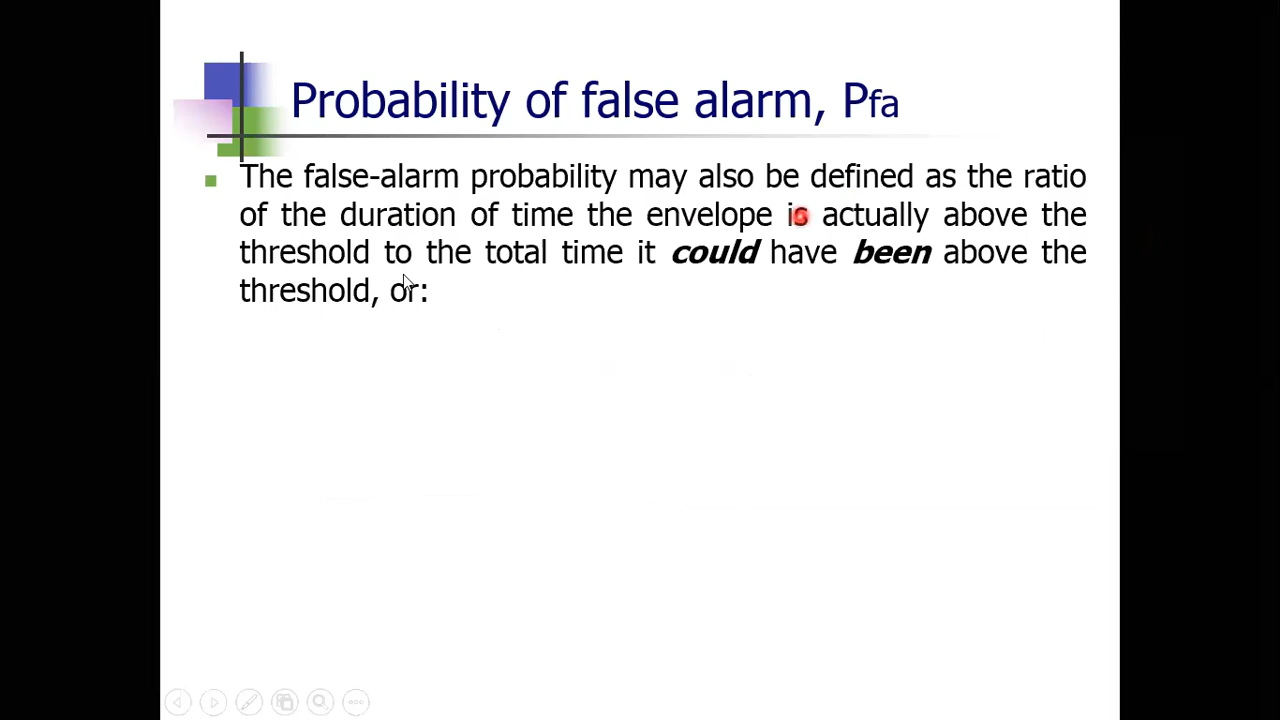 Probability of false alarm, Pfa
The false-alarm probability may also be defined as the ratio
of the duration of time the envelope is actually above the
threshold to the total time it could have been above the
threshold, or: